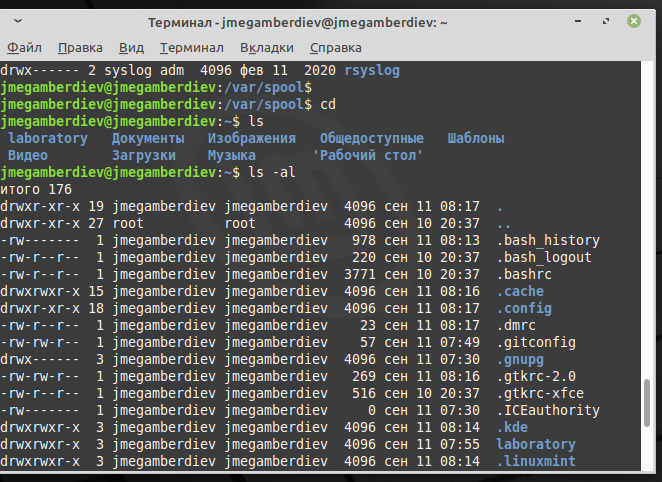 Терминал - jmegamberdiev@jmegamberdiev: ~
Файл Правка Вид Терминал Вкладки Справка
drwx------ 2 syslog adm 4096 фев 11 2020 rsyslog
jmegamberdiev@jmegamberdiev:/var/spool$
jmegamberdiev@jmegamberdiev:/var/spool$ cd
jmegamberdiev@jmegamberdiev:~$ ls
laboratory Документы Изображения Общедоступные Шаблоны
Видео Загрузки Музыка 'Рабочий стол'
jmegamberdiev@jmegamberdiev:~$ ls -al
итого 176
drwxr-xr-x 19 jmegamberdiev jmegamberdiev 4096 сен 11 08:17 .
drwxr-xr-x 27 root root 4096 сен 10 20:37 ..
-rw------- 1 jmegamberdiev jmegamberdiev 978 сен 11 08:13 .bash_history
-rw-r--r-- 1 jmegamberdiev jmegamberdiev 220 сен 10 20:37 .bash_logout
-rw-r--r-- 1 jmegamberdiev jmegamberdiev 3771 сен 10 20:37 .bashrc
drwxrwxr-x 15 jmegamberdiev jmegamberdiev 4096 сен 11 08:16 .cache
drwxr-xr-x 18 jmegamberdiev jmegamberdiev 4096 сен 11 08:17 .config
-rw-r--r-- 1 jmegamberdiev jmegamberdiev 23 сен 11 08:17 .dmrc
-rw-rw-r-- 1 jmegamberdiev jmegamberdiev 57 сен 11 07:49 .gitconfig
drwx------ 3 jmegamberdiev jmegamberdiev 4096 сен 11 07:30 .gnupg
-rw-rw-r-- 1 jmegamberdiev jmegamberdiev 269 сен 11 08:16 .gtkrc-2.0
-rw-r--r-- 1 jmegamberdiev jmegamberdiev 516 сен 10 20:37 .gtkrc-xfce
-rw------- 1 jmegamberdiev jmegamberdiev 0 сен 11 07:30 .ICEauthority
drwxrwxr-x 3 jmegamberdiev jmegamberdiev 4096 сен 11 08:14 .kde
drwxrwxr-x 3 jmegamberdiev jmegamberdiev 4096 сен 11 07:55 laboratory
drwxrwxr-x 3 jmegamberdiev jmegamberdiev 4096 сен 11 08:14 .linuxmint